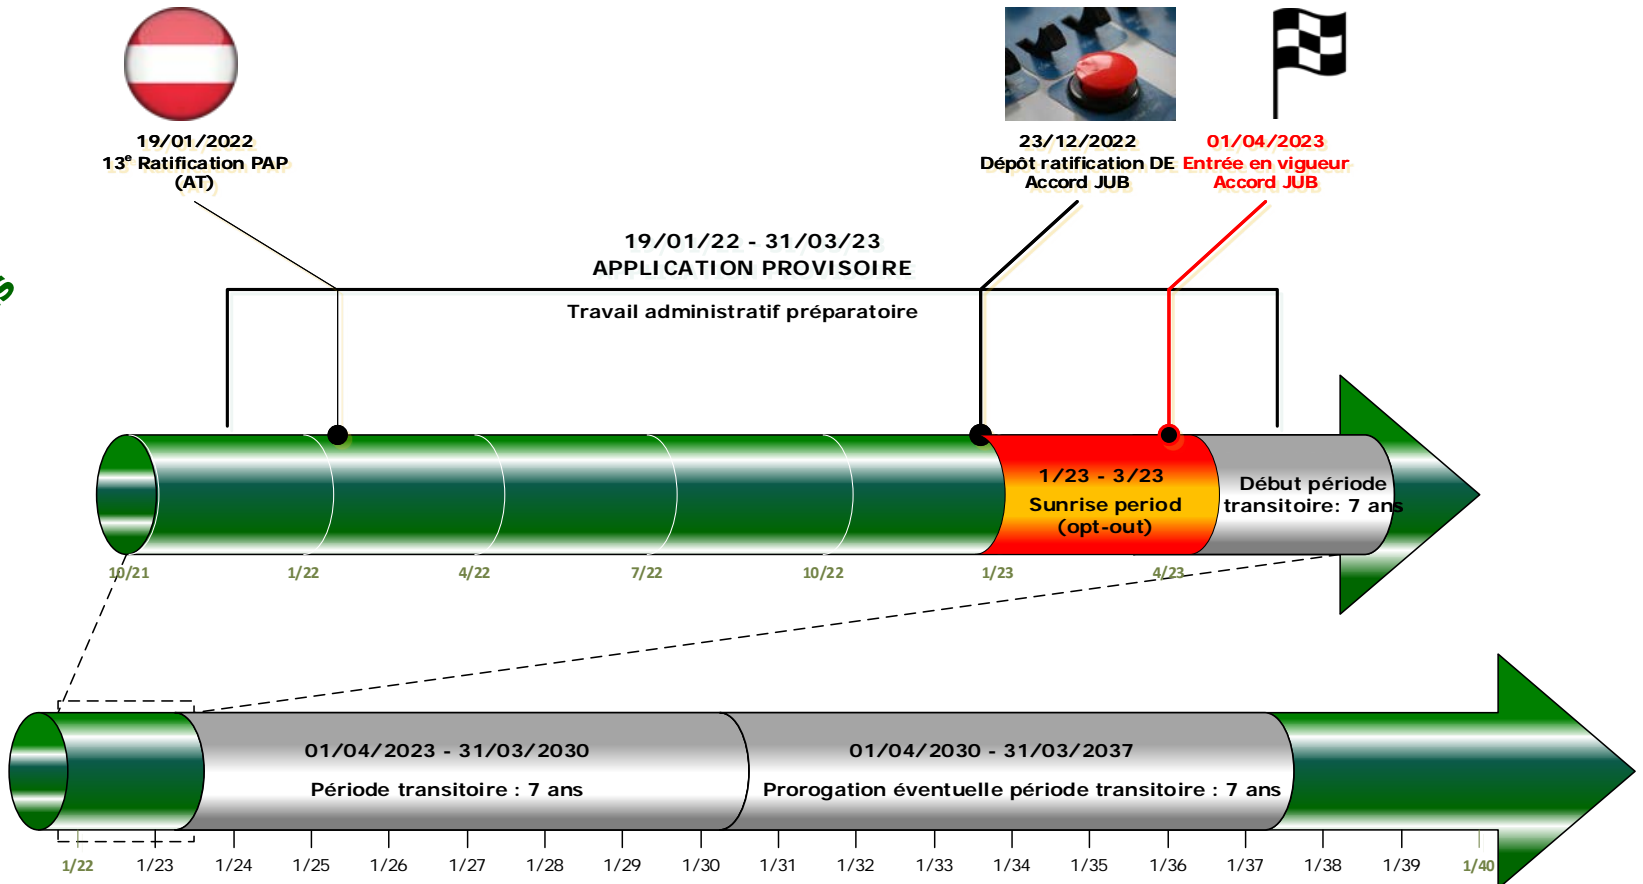 19/01/2022
13e Ratification PAP
(AT)
23/12/2022
Dépôt ratification DE
Accord JUB
01/04/2023
Entrée en vigueur
Accord JUB
19/01/22 - 31/03/23
APPLICATION PROVISOIRE
Travail administratif préparatoire
1/23 - 3/23
Sunrise period
(opt-out)
Début période
transitoire: 7 ans
10/21 1/22 4/22 7/22 10/22 1/23 4/23
01/04/2023 - 31/03/2030
Période transitoire : 7 ans
01/04/2030 - 31/03/2037
Prorogation éventuelle période transitoire : 7 ans
1/22 1/23 1/24 1/25 1/26 1/27 1/28 1/29 1/30 1/31 1/32 1/33 1/34 1/35 1/36 1/37 1/38 1/39 1/40